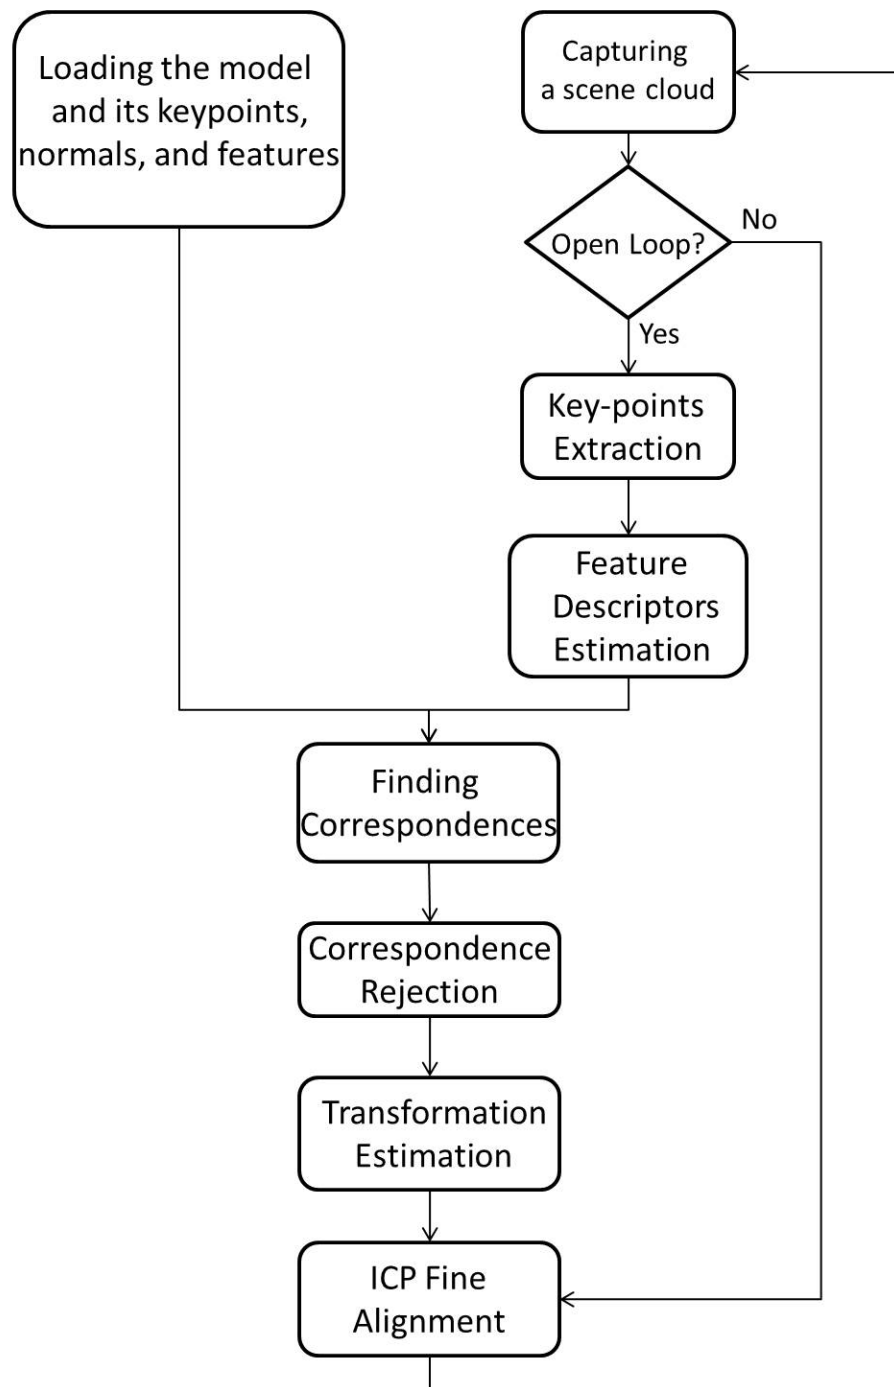 Loading the model
and its keypoints,
normals, and features
Capturing
a scene cloud
Open Loop?
No
Yes
Key-points
Extraction
Feature
Descriptors
Estimation
Finding
Correspondences
Correspondence
Rejection
Transformation
Estimation
ICP Fine
Alignment